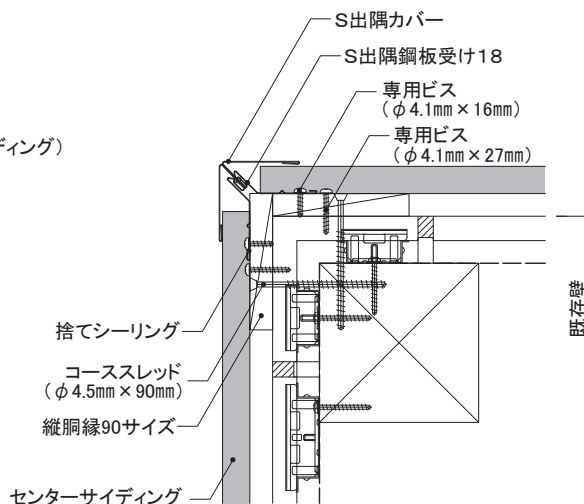 S出隅カバー
S出隅鋼板受け18
専用ビス
（φ4.1mm×16mm）
専用ビス
（φ4.1mm×27mm）
ディング）
既存壁
捨てシーリング
コーススレッド
（φ4.5mm×90mm）
縦胴縁90サイズ
センターサイディング